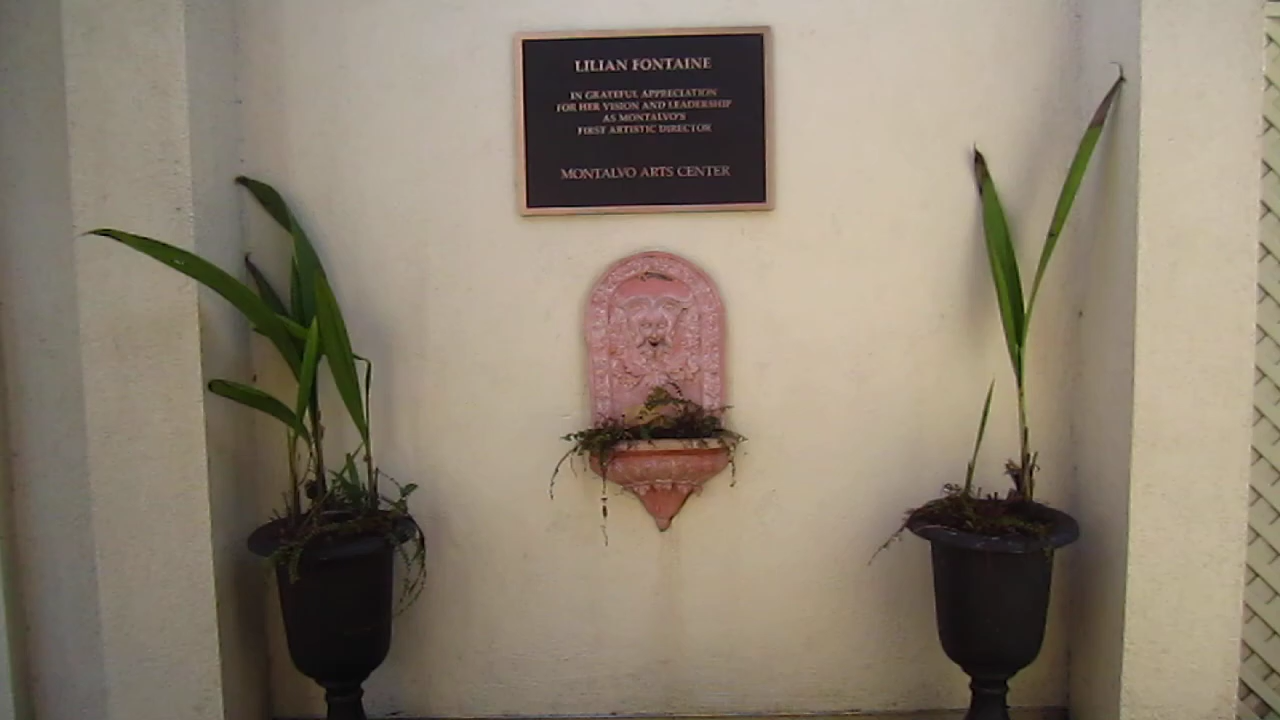 LILIAN FONTAINE
IN GRATEFUL APPRECIATION
FOR HER VISION AND LEADERSHIP
AS MONTALVO'S
FIRST ARTISTIC DIRECTOR
MONTALVO ARTS CENTER